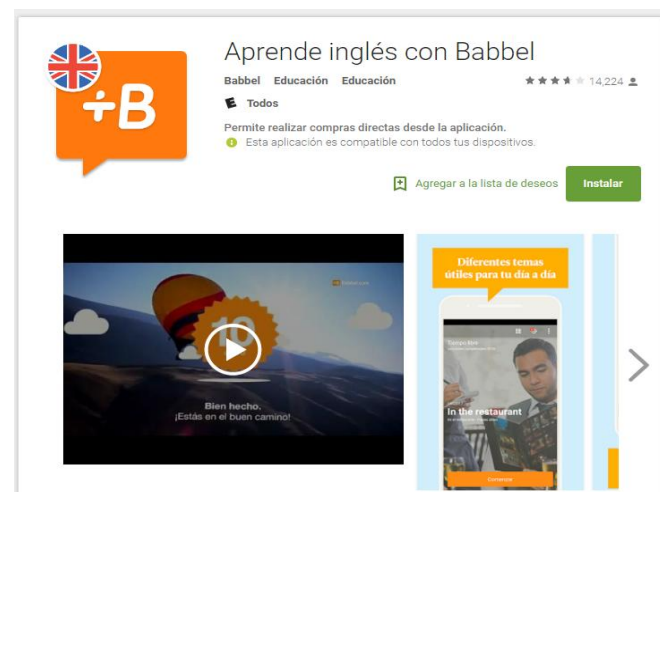 Aprende inglés con Babbel
Babbel Educación Educación
14,224
E Todos
Permite realizar compras directas desde la aplicación.
Esta aplicación es compatible con todos tus dispositivos.
Agregar a la lista de deseos
Instalar
+B
10
Bien hecho.
¡Estás en el buen camino!
Diferentes temas
útiles para tu día a día
Tiempo libre
In the restaurant
Comenzar